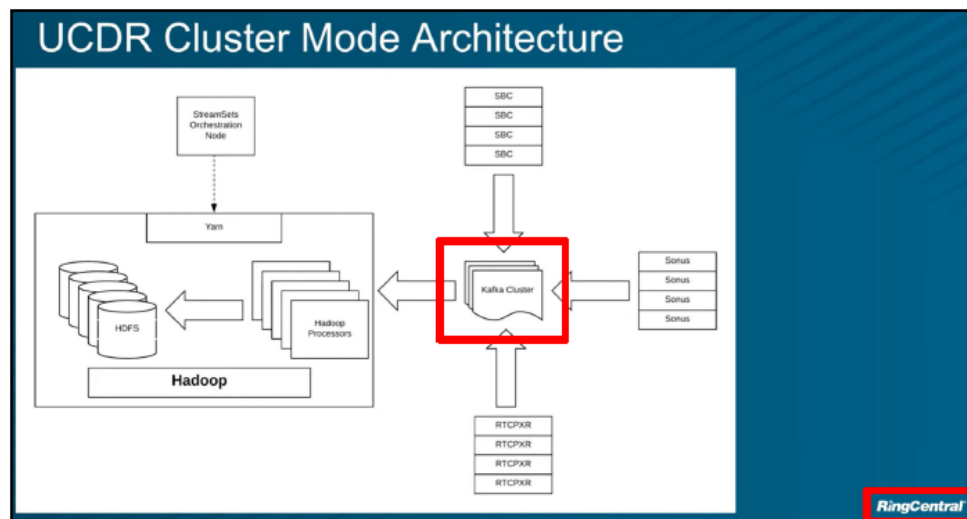 UCDR Cluster Mode Architecture
StreamSets
Orchestration
Node
SBC
SBC
SBC
SBC
Yarn
HDFS
Hadoop
Processors
Hadoop
Kafka Cluster
Sonus
Sonus
Sonus
Sonus
RTCPXR
RTCPXR
RTCPXR
RTCPXR
RingCentral